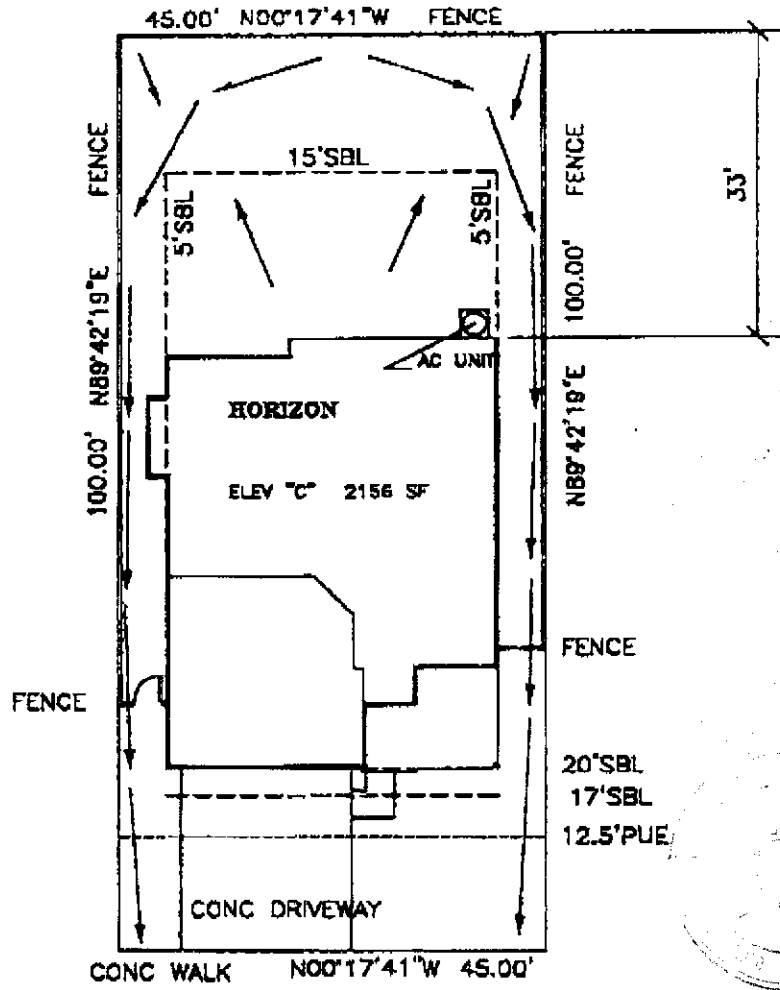 45.00' N00°17'41"W FENCE
FENCE
15'SBL
5'SBL
5'SBL
FENCE
33'
100.00' N89°42'19"E
100.00'
N89°42'19"E
AC UNIT
HORIZON
ELEV "C" 2156 SF
FENCE
FENCE
20'SBL
17'SBL
12.5'PUE
CONC DRIVEWAY
CONC WALK N00°17'41"W 45.00'